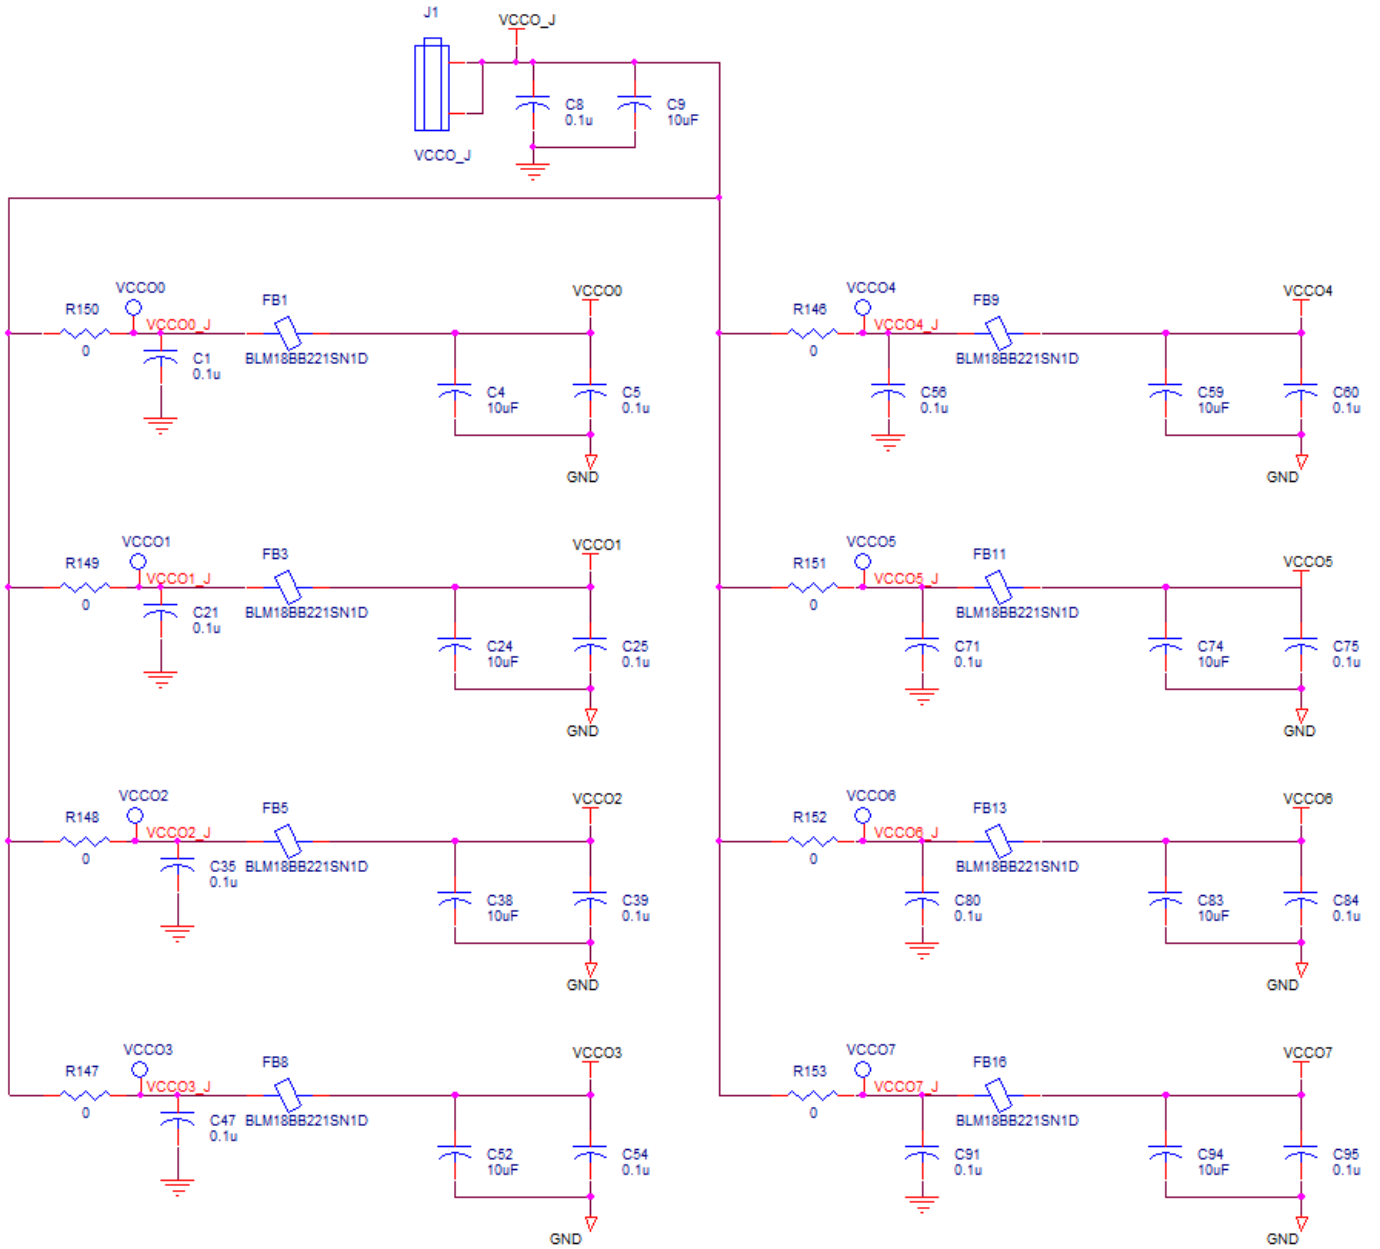 J1
VCCO_J
C8
0.1u
C9
10uF
VCCO_J
VCCO0
R150
VCCO0_J
0
C1
0.1u
FB1
BLM18BB221SN1D
VCCO0
C4
10uF
C5
0.1u
GND
VCCO4
R146
VCCO4_J
0
C56
0.1u
FB9
BLM18BB221SN1D
VCCO4
C59
10uF
C60
0.1u
GND
VCCO1
R149
VCCO1_J
0
C21
0.1u
FB3
BLM18BB221SN1D
VCCO1
C24
10uF
C25
0.1u
GND
VCCO5
R151
VCCO5_J
0
C71
0.1u
FB11
BLM18BB221SN1D
VCCO5
C74
10uF
C75
0.1u
GND
VCCO2
R148
VCCO2_J
0
C35
0.1u
FB5
BLM18BB221SN1D
VCCO2
C38
10uF
C39
0.1u
GND
VCCO6
R152
VCCO6_J
0
C80
0.1u
FB13
BLM18BB221SN1D
VCCO6
C83
10uF
C84
0.1u
GND
VCCO3
R147
VCCO3_J
0
C47
0.1u
FB8
BLM18BB221SN1D
VCCO3
C52
10uF
C54
0.1u
GND
VCCO7
R153
VCCO7_J
0
C91
0.1u
FB16
BLM18BB221SN1D
VCCO7
C94
10uF
C95
0.1u
GND